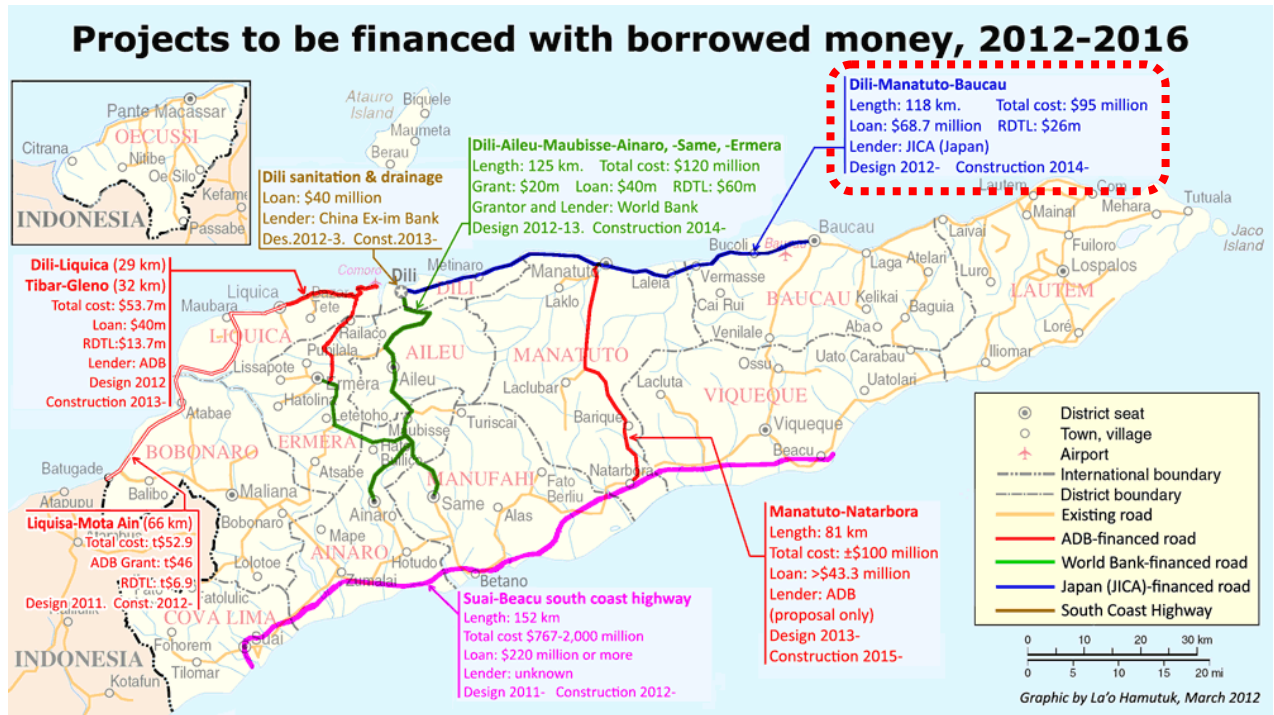 Projects to be financed with borrowed money, 2012-2016
Dili-Manatuto-Baucau
Length: 118 km. Total cost: $95 million
Loan: $68.7 million RDTL: $26m
Lender: JICA (Japan)
Design 2012- Construction 2014-
Dili-Aileu-Maubisse-Ainaro, -Same, -Ermera
Length: 125 km. Total cost: $120 million
Grant: $20m Loan: $40m RDTL: $60m
Grantor and Lender: World Bank
Design 2012-13. Construction 2014-
Dili sanitation & drainage
Loan: $40 million
Lender: China Ex-im Bank
Des.2012-3. Const.2013-
Pante Macassar
OECUSSI
Citrana
Nitibe
Oe Silo
Kefame
INDONESIA
Passabe
Atauro
Island
Biquele
Maumeta
Berau
Dili-Liquica (29 km)
Tibar-Gleno (32 km)
Total cost: $53.7m
Loan: $40m
RDTL:$13.7m
Lender: ADB
Design 2012
Construction 2013-
Lautem
Com
Tutuala
Mehara
Mainar
Jaco
Island
Laivai
Fuiloro
Lospalos
LAUTEM
Luro
Loré
Iliomar
Baucau
Bucoli
Laga
Atelari
Vermasse
Cai Rui
BAUCAU
Kelikai
Baguia
Aba
Venilale
Uato Carabau
Ossu
Uatolari
VIQUEQUE
Viqueque
Beacu
Lacluta
Comoro
Dili
Metinaro
DILI
Manatuto
Laleia
Laklo
MANATUTO
Laclubar
Barique
Natarbora
Liquica
Maubara
Bazar
Tete
LIQUICA
Railaco
Lissapote
AILEU
Aileu
Ermera
Hatolin
Letetoho
Maubisse
Turiscai
ERMERA
Atsabe
Atabae
BOBONARO
Batugade
Balibo
Maliana
Atapupu
Bobonaro
MANUFAHI
Same
Fato
Berliu
Alas
Ainaro
Mape
AINARO
Hotudo
Lolotoe
Zumalai
Betano
Fatolulic
COVA LIMA
Suai
Fohorem
Tilomar
Kotafun
INDONESIA
Liquisa-Mota Ain (66 km)
Total cost: t$52.9
ADB Grant: t$46
RDTL: t$6.9
Design 2011. Const. 2012-
Suai-Beacu south coast highway
Length: 152 km
Total cost $767-2,000 million
Loan: $220 million or more
Lender: unknown
Design 2011- Construction 2012-
Manatuto-Natarbora
Length: 81 km
Total cost: ±$100 million
Loan: >$43.3 million
Lender: ADB
(proposal only)
Design 2013-
Construction 2015-
District seat
Town, village
Airport
International boundary
District boundary
Existing road
ADB-financed road
World Bank-financed road
Japan (JICA)-financed road
South Coast Highway
0 10 20 30 km
0 5 10 15 20 mi
Graphic by La'o Hamutuk, March 2012